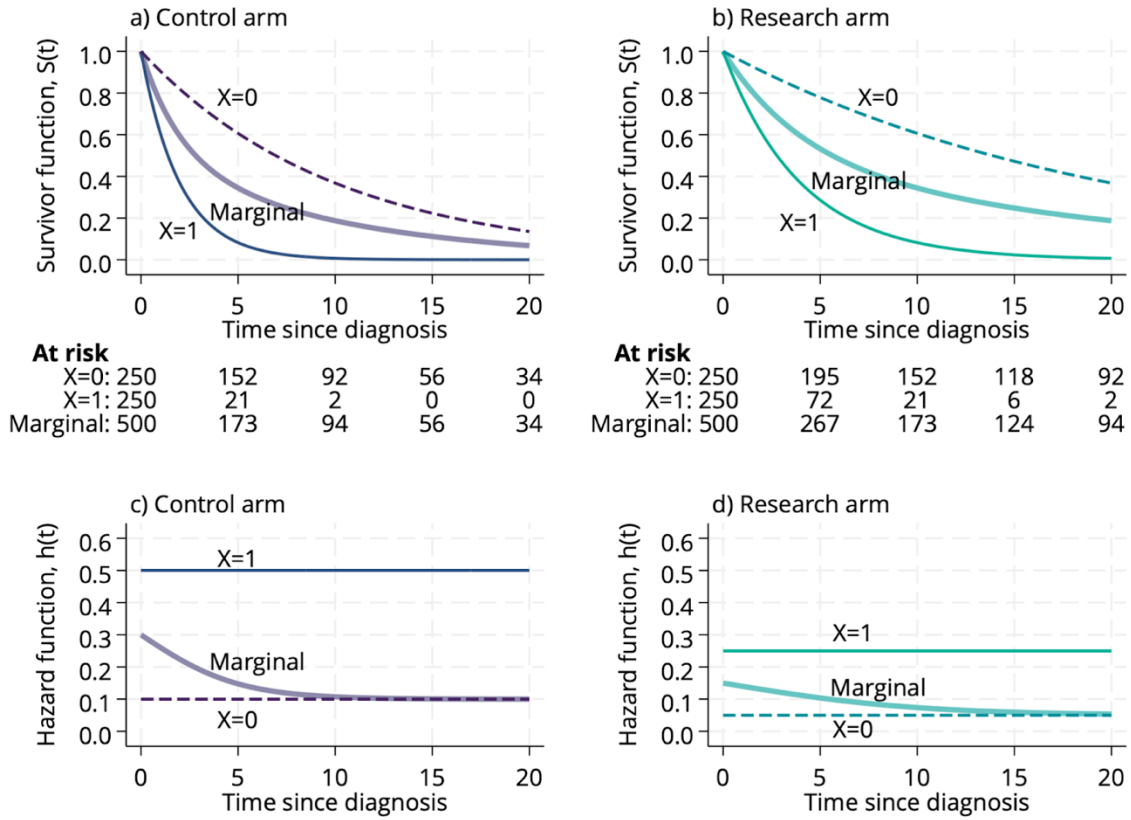 a) Control arm
Survivor function, S(t)
1.0
0.8
0.6
0.4
0.2
0.0
X=0
Marginal
X=1
0 5 10 15 20
Time since diagnosis
At risk
X=0: 250 152 92 56 34
X=1: 250 21 2 0 0
Marginal: 500 173 94 56 34
b) Research arm
Survivor function, S(t)
1.0
0.8
0.6
0.4
0.2
0.0
X=0
Marginal
X=1
0 5 10 15 20
Time since diagnosis
At risk
X=0: 250 195 152 118 92
X=1: 250 72 21 6 2
Marginal: 500 267 173 124 94
c) Control arm
Hazard function, h(t)
0.6
0.5
0.4
0.3
0.2
0.1
0.0
X=1
Marginal
X=0
0 5 10 15 20
Time since diagnosis
d) Research arm
Hazard function, h(t)
0.6
0.5
0.4
0.3
0.2
0.1
0.0
X=1
Marginal
X=0
0 5 10 15 20
Time since diagnosis